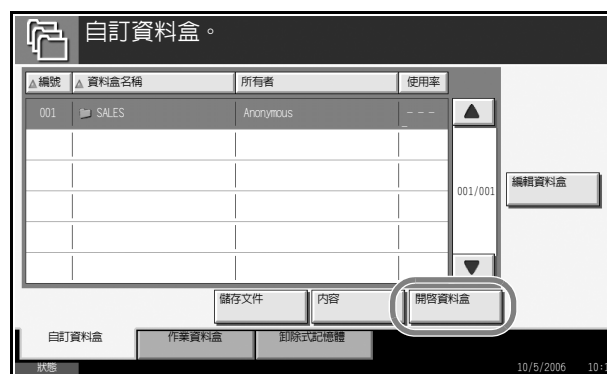 自訂資料盒。
編號 資料盒名稱 所有者 使用率
001 SALES Anonymous ---
001/001
編輯資料盒
儲存文件 內容 開啓資料盒
自訂資料盒 作業資料盒 卸除式記憶體
狀態 10/5/2006 10:1